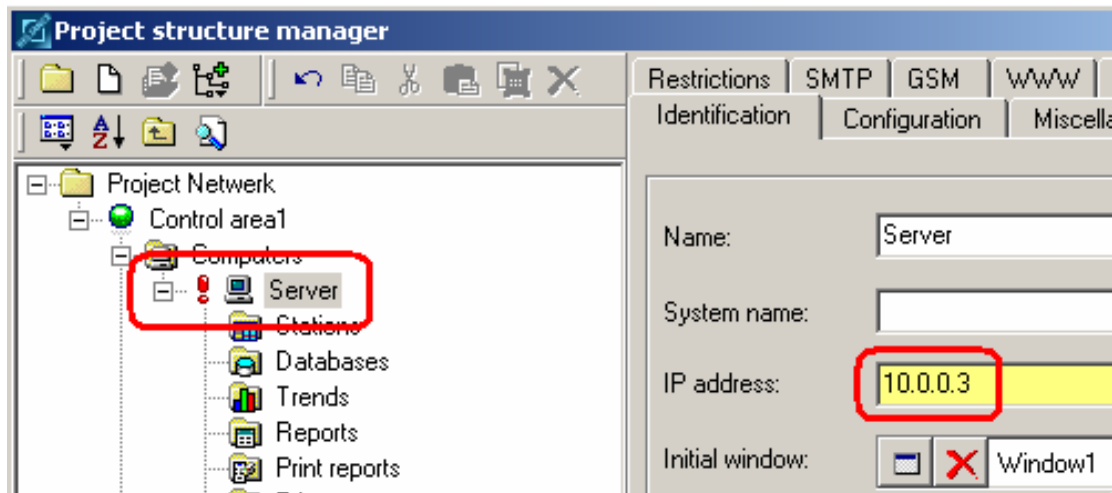 Project structure manager
Restrictions SMTP GSM WWW
Identification Configuration Miscella
Project Netwerk
Control area1
Computers
Server
Stations
Databases
Trends
Reports
Print reports
Name: Server
System name:
IP address: 10.0.0.3
Initial window: Window1